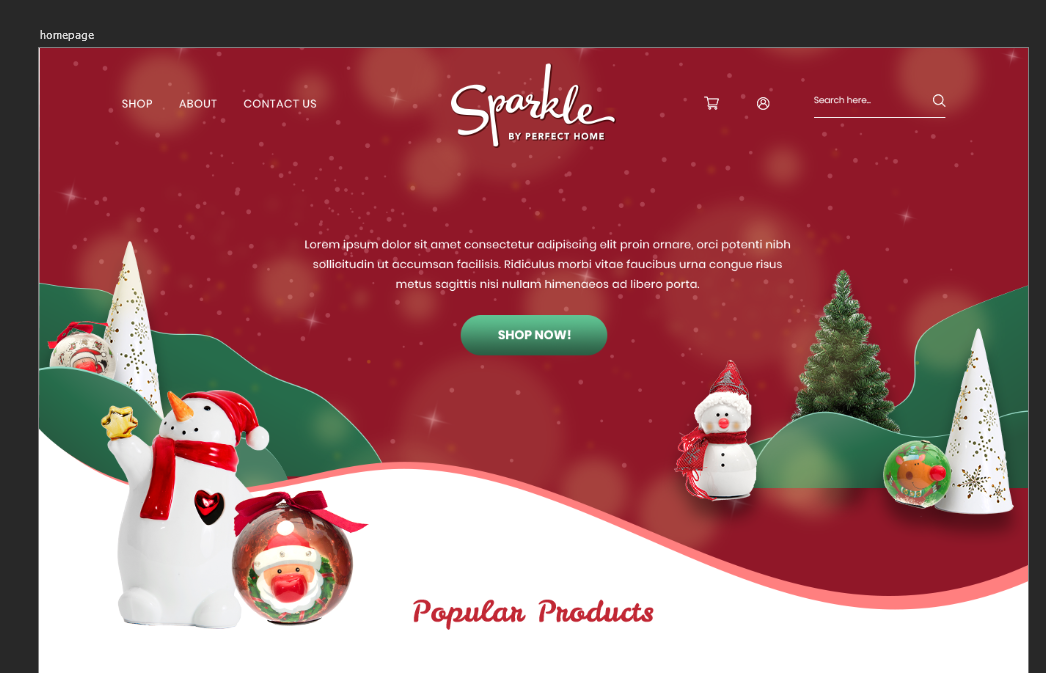 homepage
SHOP ABOUT CONTACT US
Sparkle
BY PERFECT HOME
Search here...
Lorem ipsum dolor sit amet consectetur adipiscing elit proin ornare, orci potenti nibh
sollicitudin ut accumsan facilisis. Ridiculus morbi vitae faucibus urna congue risus
metus sagittis nisi nullam himenaeos ad libero porta.
SHOP NOW!
Popular Products